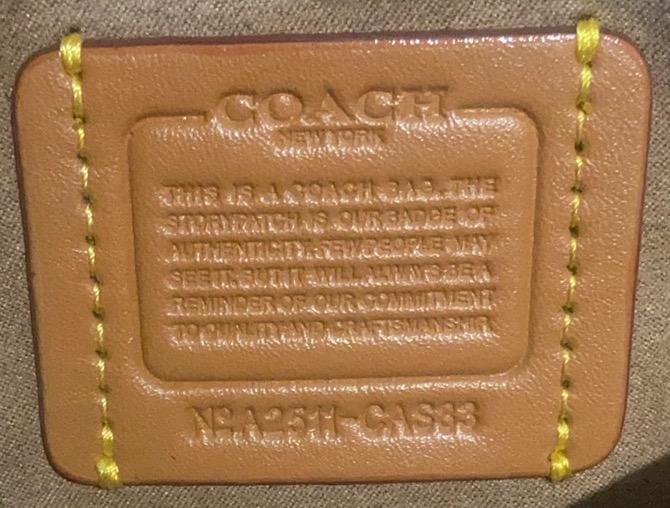 COACH
NEW YORK
THIS IS A COACH BAG. THE
STORYPATCH IS OUR BADGE OF
AUTHENTICITY. FEW PEOPLE MAY
SEE IT. BUT IT WILL ALWAYS BE A
REMINDER OF OUR COMMITMENT
TO QUALITY AND CRAFTSMANSHIP.
Nº A2511-CAS83